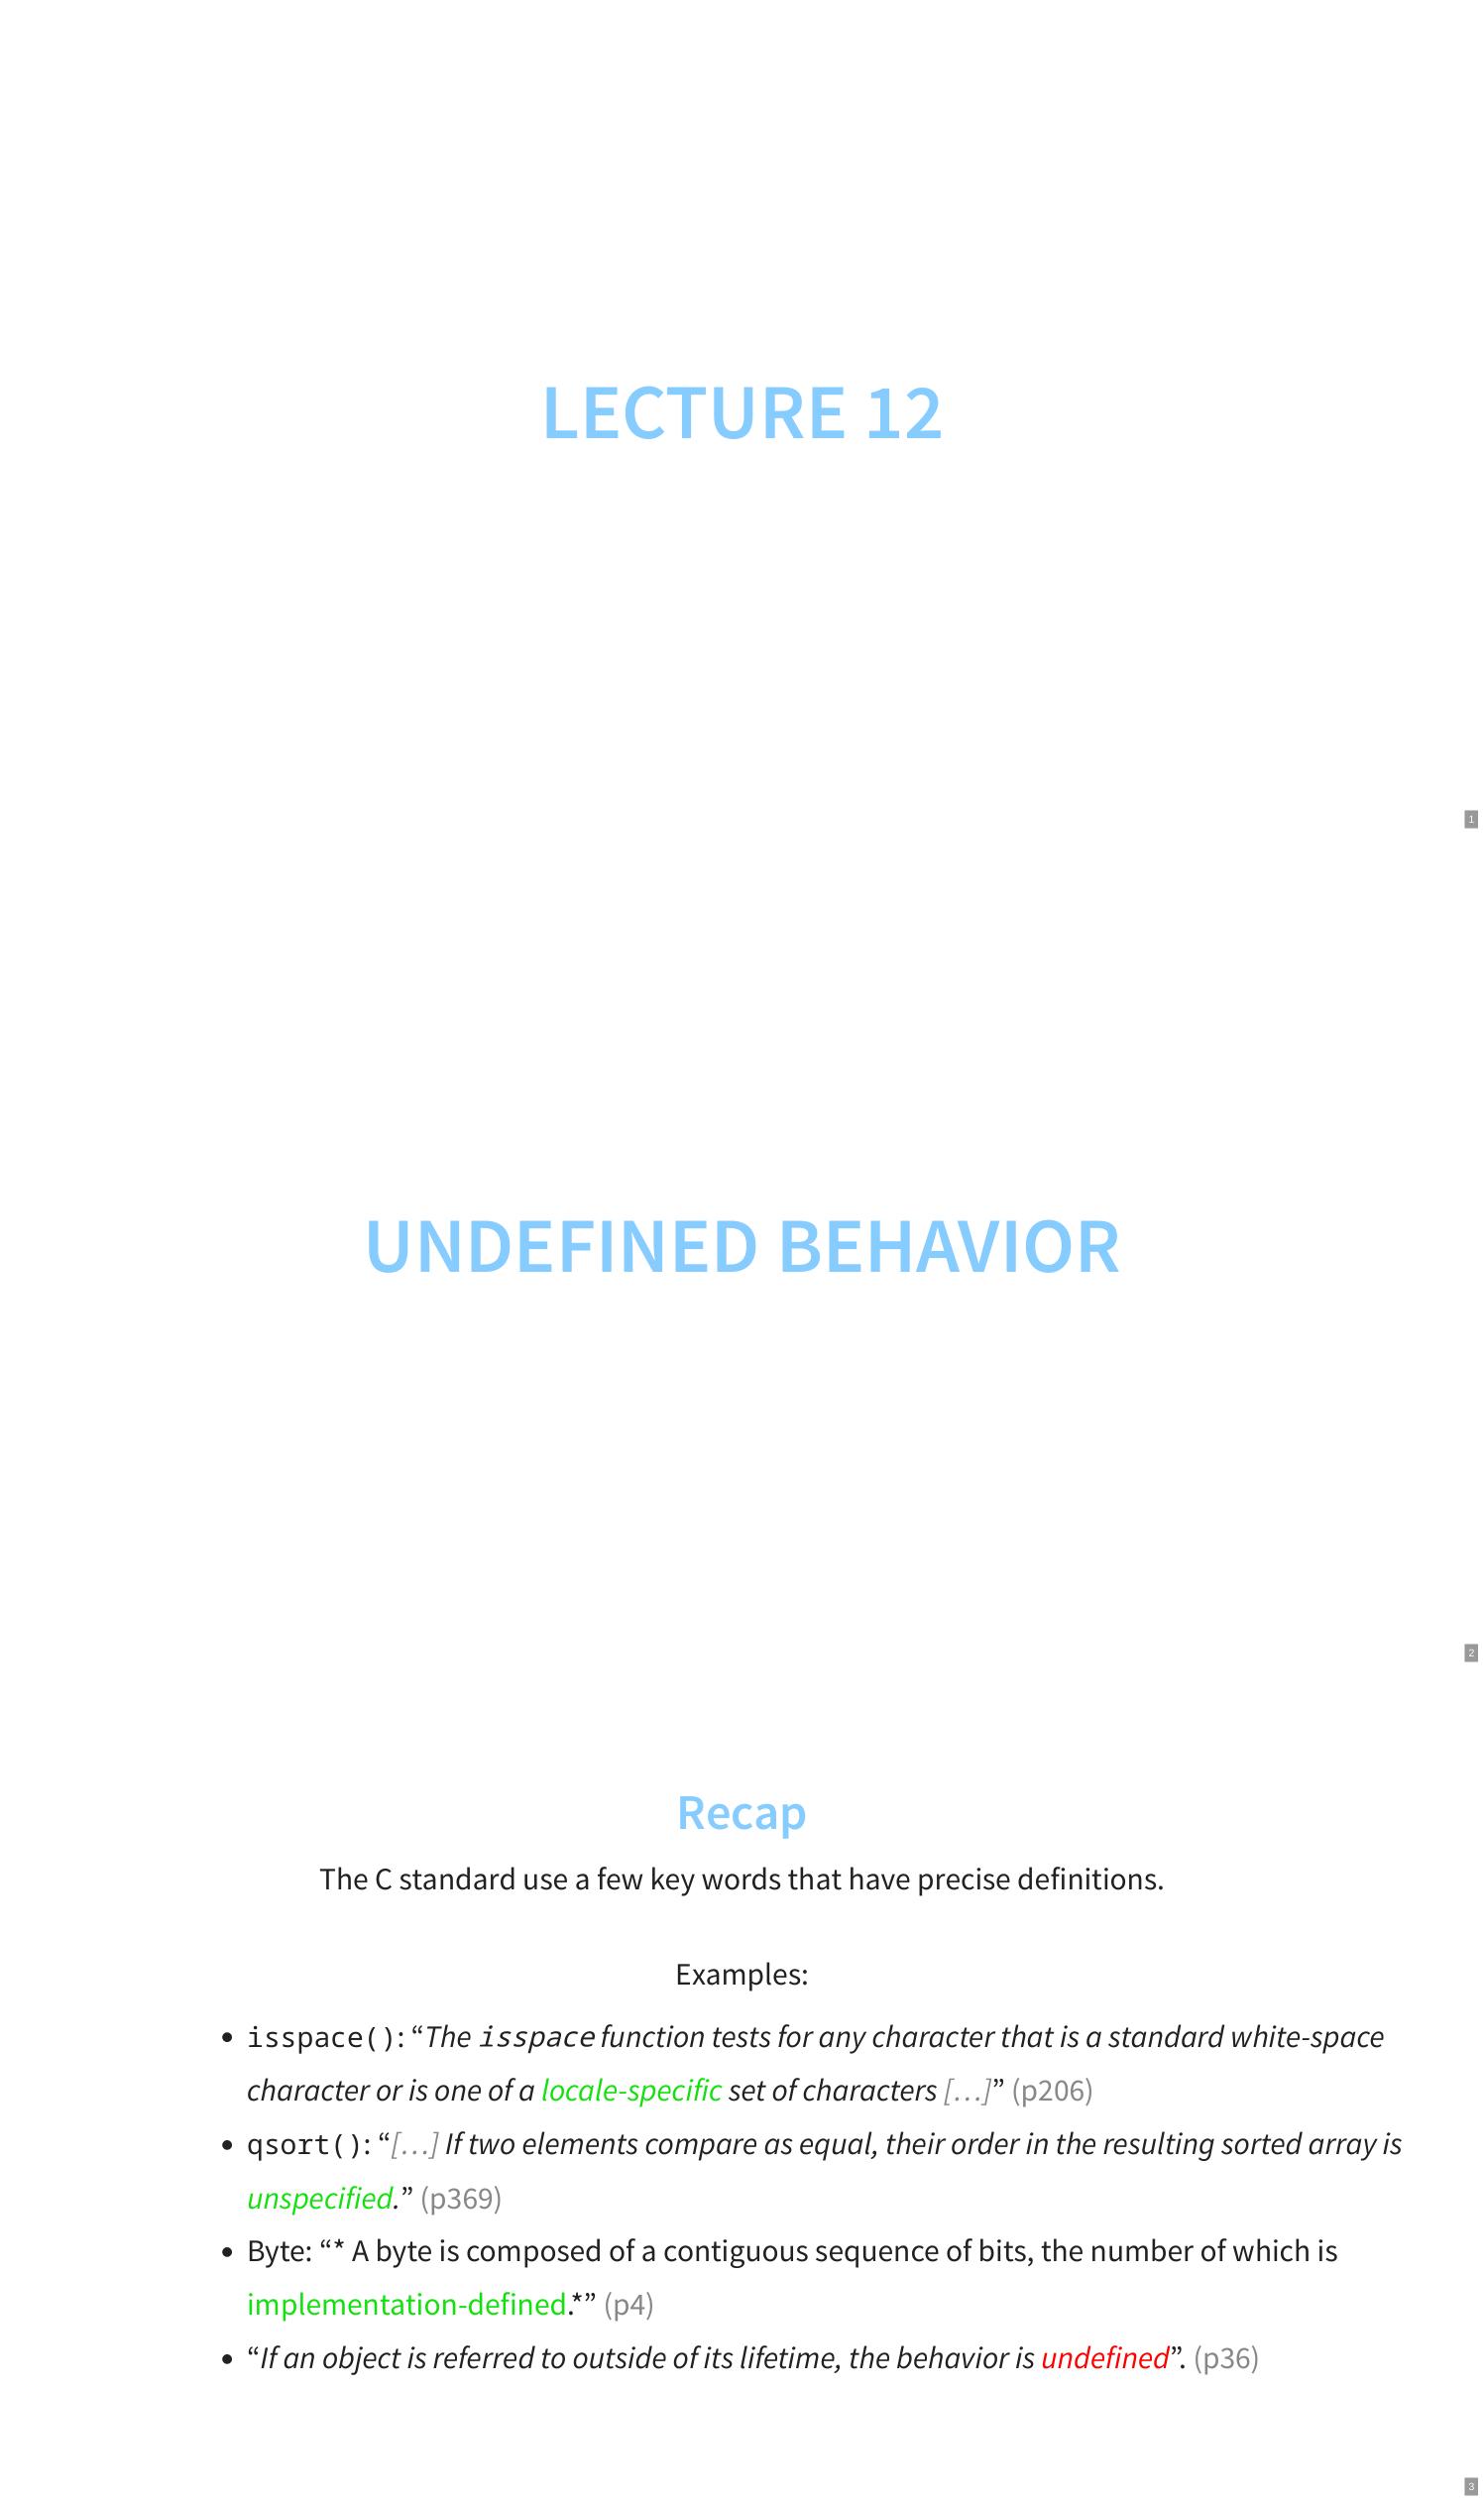 LECTURE 12
1
UNDEFINED BEHAVIOR
2
Recap
The C standard use a few key words that have precise definitions.
Examples:
• isspace(): “The isspace function tests for any character that is a standard white-space
character or is one of a locale-specific set of characters […]” (p206)
• qsort(): “[…] If two elements compare as equal, their order in the resulting sorted array is
unspecified.” (p369)
• Byte: “* A byte is composed of a contiguous sequence of bits, the number of which is
implementation-defined.*” (p4)
• “If an object is referred to outside of its lifetime, the behavior is undefined”. (p36)
3